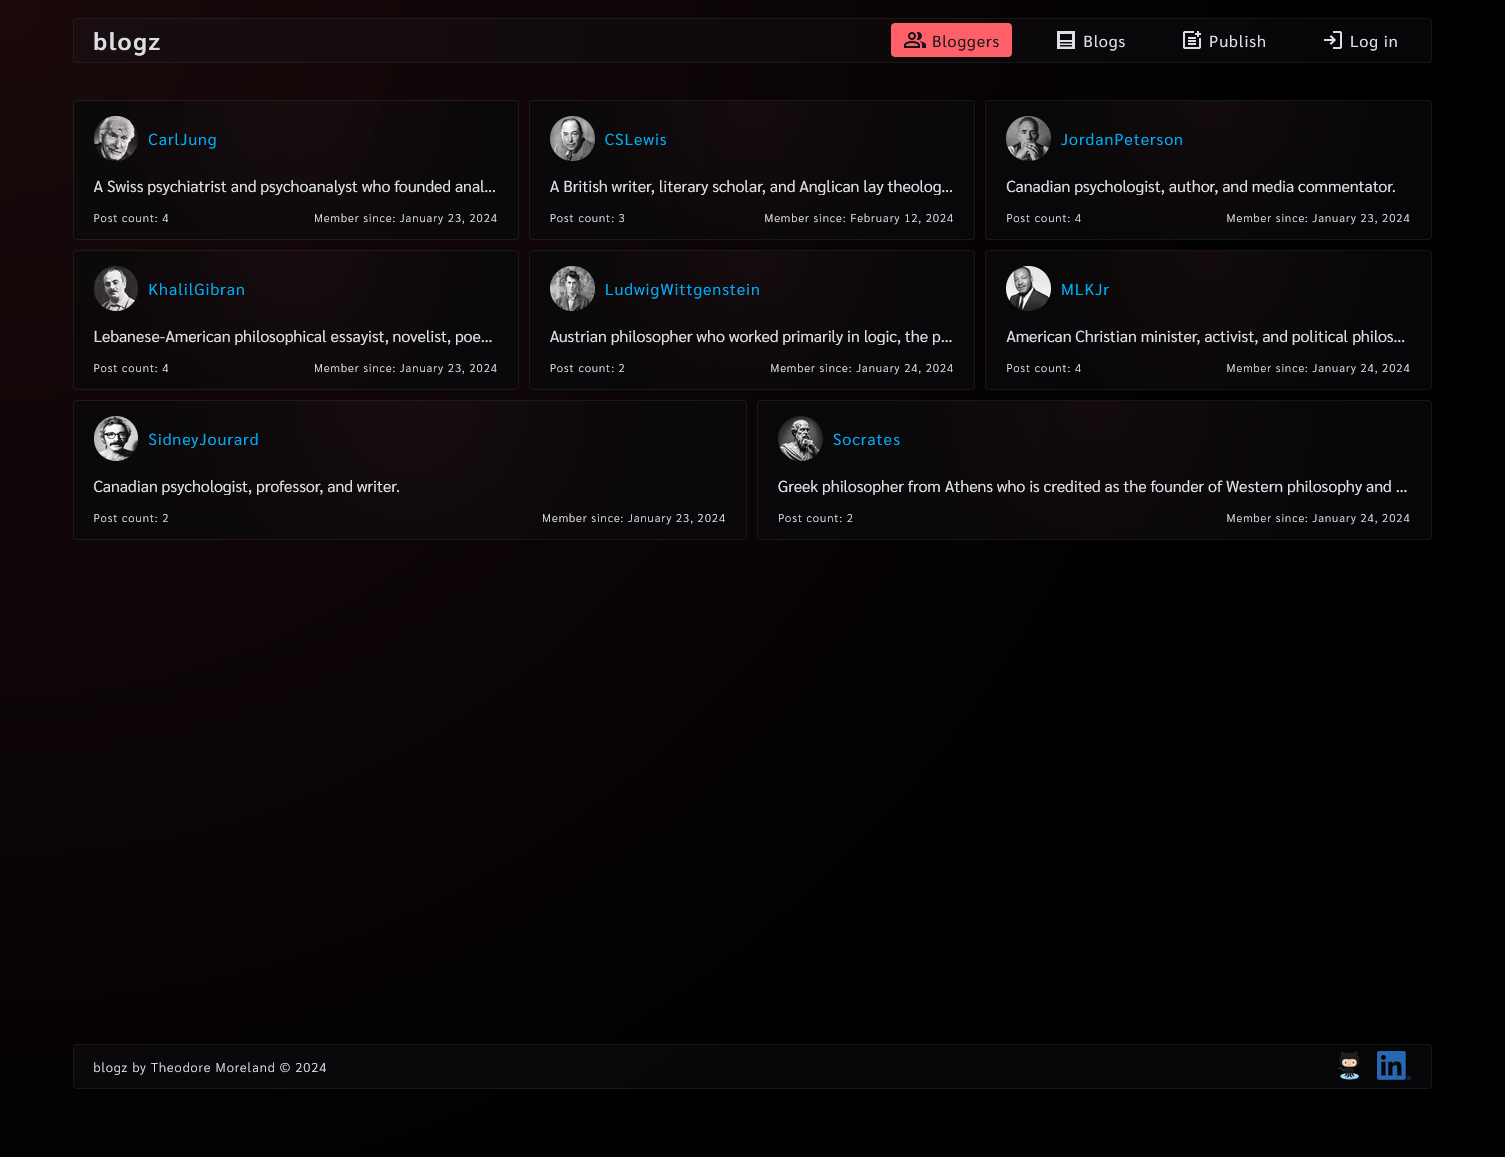 blogz
Bloggers
Blogs
Publish
Log in
CarlJung
A Swiss psychiatrist and psychoanalyst who founded anal...
Post count: 4
Member since: January 23, 2024
CSLewis
A British writer, literary scholar, and Anglican lay theolog...
Post count: 3
Member since: February 12, 2024
JordanPeterson
Canadian psychologist, author, and media commentator.
Post count: 4
Member since: January 23, 2024
KhalilGibran
Lebanese-American philosophical essayist, novelist, poe...
Post count: 4
Member since: January 23, 2024
LudwigWittgenstein
Austrian philosopher who worked primarily in logic, the p...
Post count: 2
Member since: January 24, 2024
MLKJr
American Christian minister, activist, and political philos...
Post count: 4
Member since: January 24, 2024
SidneyJourard
Canadian psychologist, professor, and writer.
Post count: 2
Member since: January 23, 2024
Socrates
Greek philosopher from Athens who is credited as the founder of Western philosophy and ...
Post count: 2
Member since: January 24, 2024
blogz by Theodore Moreland © 2024
in